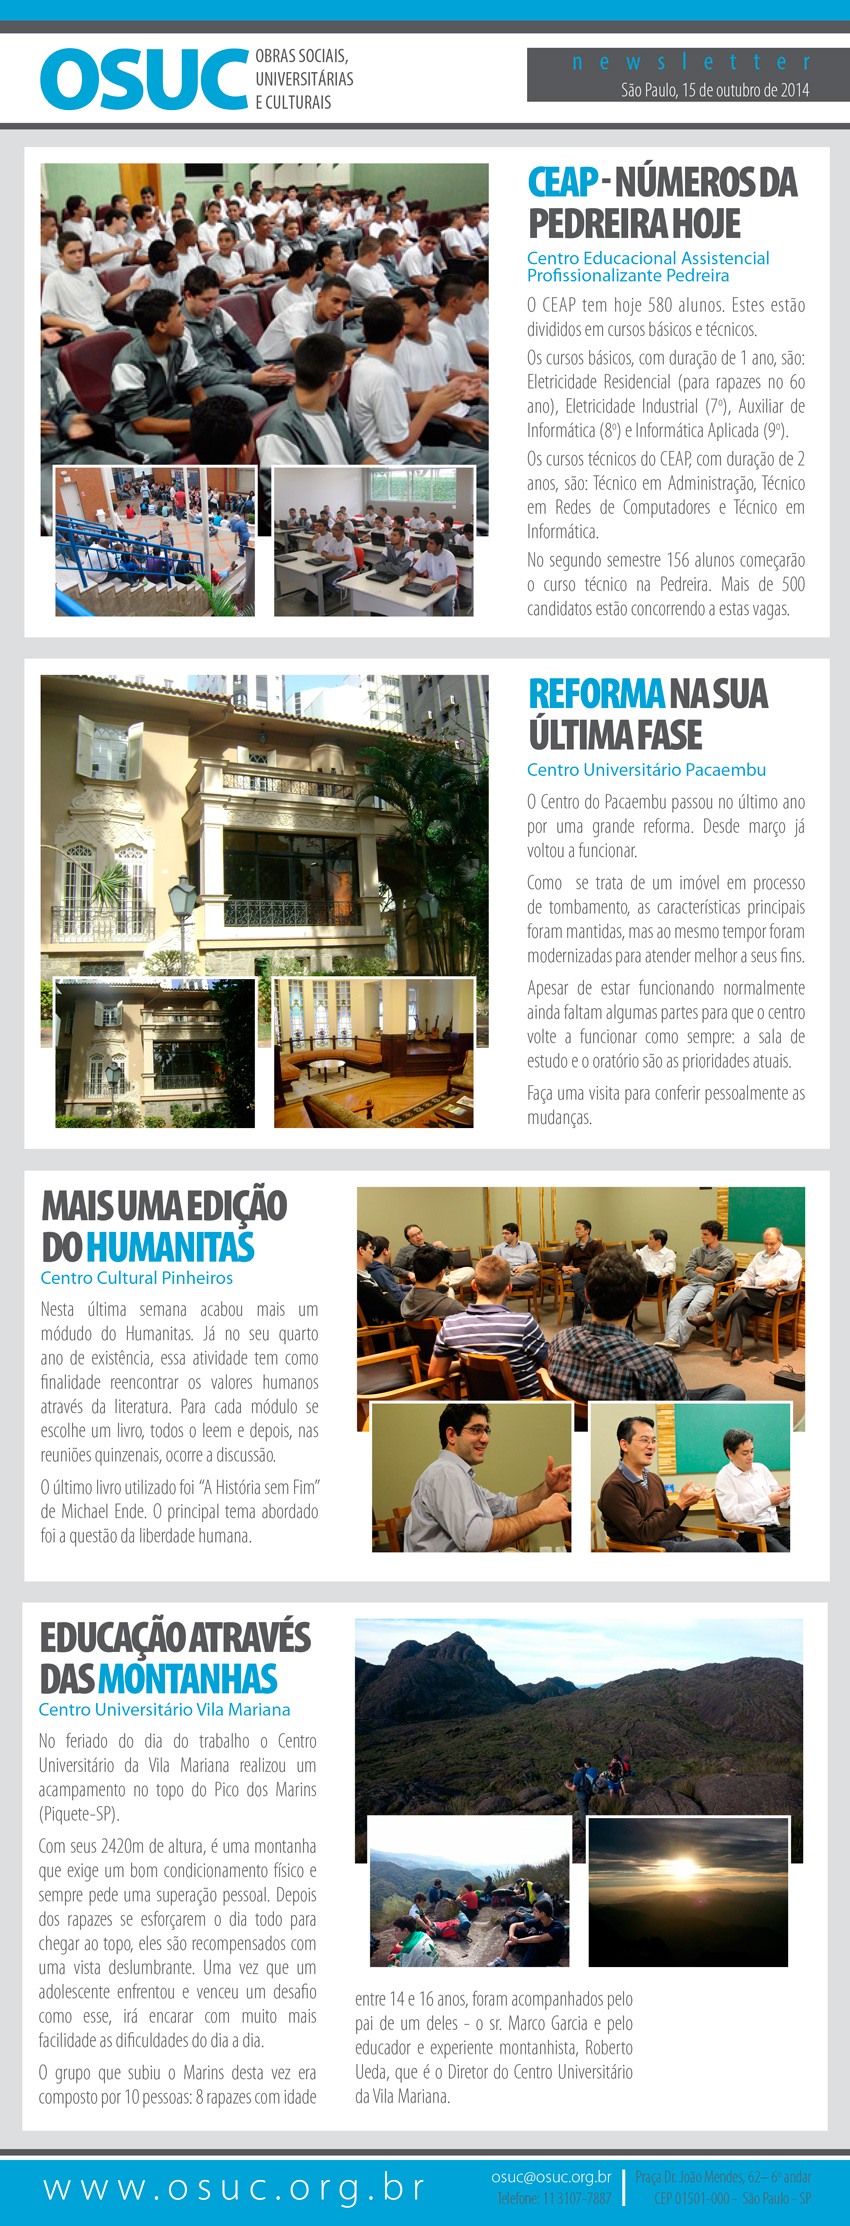 OSUC
OBRAS SOCIAIS,
UNIVERSITÁRIAS
E CULTURAIS
newsletter
São Paulo, 15 de outubro de 2014
CEAP - NÚMEROS DA
PEDREIRA HOJE
Centro Educacional Assistencial
Profissionalizante Pedreira
O CEAP tem hoje 580 alunos. Estes estão
divididos em cursos básicos e técnicos.
Os cursos básicos, com duração de 1 ano, são:
Eletricidade Residencial (para rapazes no 6o
ano), Eletricidade Industrial (7º), Auxiliar de
Informática (8º) e Informática Aplicada (9º).
Os cursos técnicos do CEAP, com duração de 2
anos, são: Técnico em Administração, Técnico
em Redes de Computadores e Técnico em
Informática.
No segundo semestre 156 alunos começarão
o curso técnico na Pedreira. Mais de 500
candidatos estão concorrendo a estas vagas.
REFORMA NA SUA
ÚLTIMA FASE
Centro Universitário Pacaembu
O Centro do Pacaembu passou no último ano
por uma grande reforma. Desde março já
voltou a funcionar.
Como se trata de um imóvel em processo
de tombamento, as características principais
foram mantidas, mas ao mesmo tempor foram
modernizadas para atender melhor a seus fins.
Apesar de estar funcionando normalmente
ainda faltam algumas partes para que o centro
volte a funcionar como sempre: a sala de
estudo e o oratório são as prioridades atuais.
Faça uma visita para conferir pessoalmente as
mudanças.
MAIS UMA EDIÇÃO
DO HUMANITAS
Centro Cultural Pinheiros
Nesta última semana acabou mais um
módudo do Humanitas. Já no seu quarto
ano de existência, essa atividade tem como
finalidade reencontrar os valores humanos
através da literatura. Para cada módulo se
escolhe um livro, todos o leem e depois, nas
reuniões quinzenais, ocorre a discussão.
O último livro utilizado foi “A História sem Fim”
de Michael Ende. O principal tema abordado
foi a questão da liberdade humana.
EDUCAÇÃO ATRAVÉS
DAS MONTANHAS
Centro Universitário Vila Mariana
No feriado do dia do trabalho o Centro
Universitário da Vila Mariana realizou um
acampamento no topo do Pico dos Marins
(Piquete-SP).
Com seus 2420m de altura, é uma montanha
que exige um bom condicionamento físico e
sempre pede uma superação pessoal. Depois
dos rapazes se esforçarem o dia todo para
chegar ao topo, eles são recompensados com
uma vista deslumbrante. Uma vez que um
adolescente enfrentou e venceu um desafio
como esse, irá encarar com muito mais
facilidade as dificuldades do dia a dia.
O grupo que subiu o Marins desta vez era
composto por 10 pessoas: 8 rapazes com idade
entre 14 e 16 anos, foram acompanhados pelo
pai de um deles - o sr. Marco Garcia e pelo
educador e experiente montanhista, Roberto
Ueda, que é o Diretor do Centro Universitário
da Vila Mariana.
www.osuc.org.br
osuc@osuc.org.br
Telefone: 11 3107-7887
Praça Dr. João Mendes, 62– 6º andar
CEP 01501-000 - São Paulo - SP